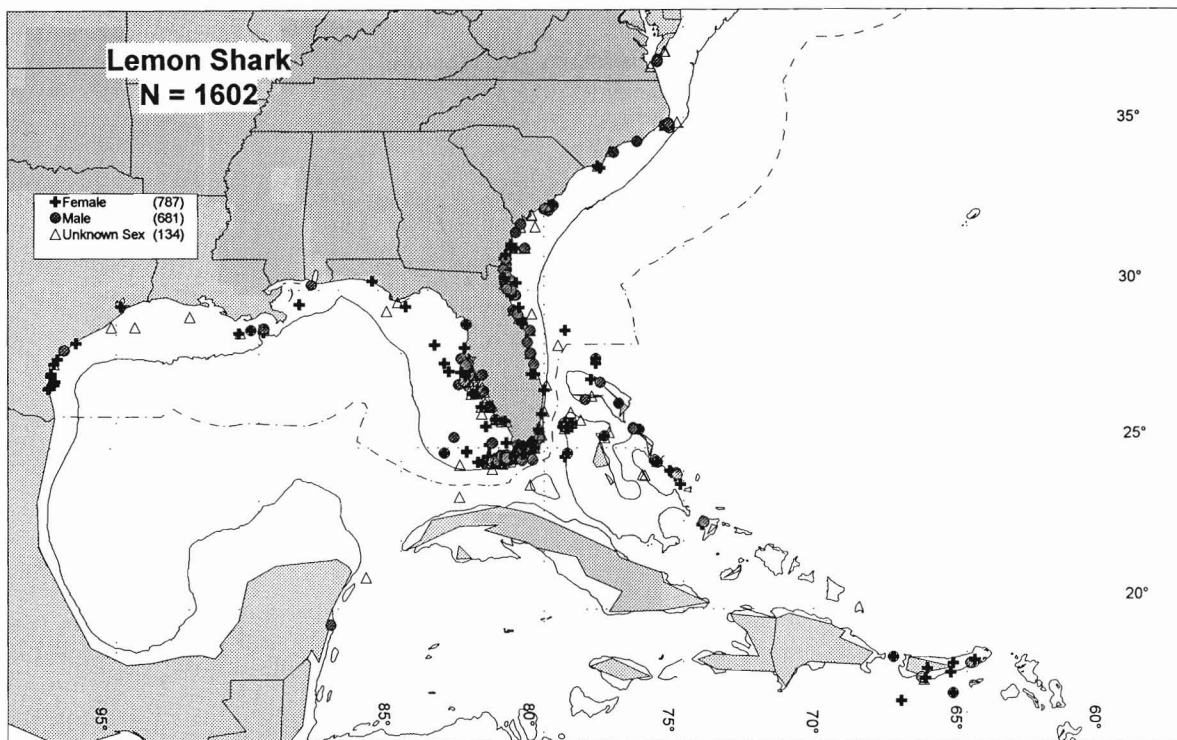 Lemon Shark
N = 1602
Female (787)
Male (681)
Unknown Sex (134)
35°
30°
25°
20°
95°
85°
80°
75°
70°
65°
60°